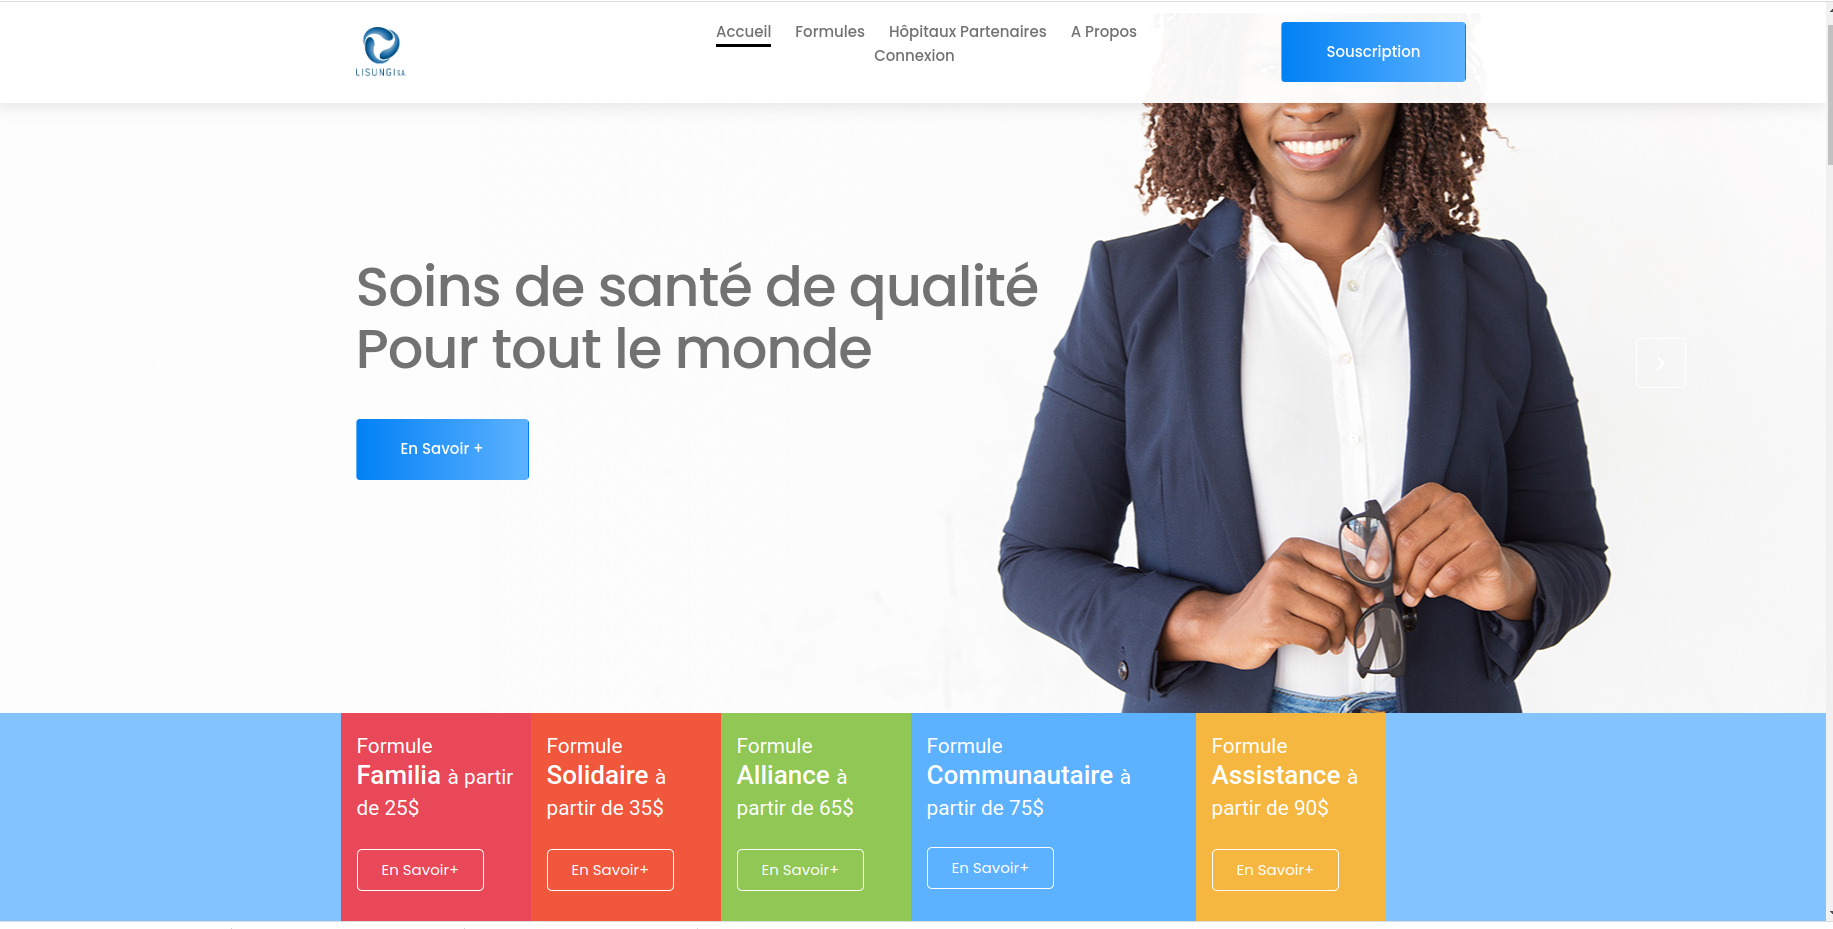 LISUNGI S.A.
Accueil Formules Hôpitaux Partenaires A Propos
Connexion
Souscription
Soins de santé de qualité
Pour tout le monde
En Savoir +
Formule
Familia à partir
de 25$
En Savoir+
Formule
Solidaire à
partir de 35$
En Savoir+
Formule
Alliance à
partir de 65$
En Savoir+
Formule
Communautaire à
partir de 75$
En Savoir+
Formule
Assistance à
partir de 90$
En Savoir+